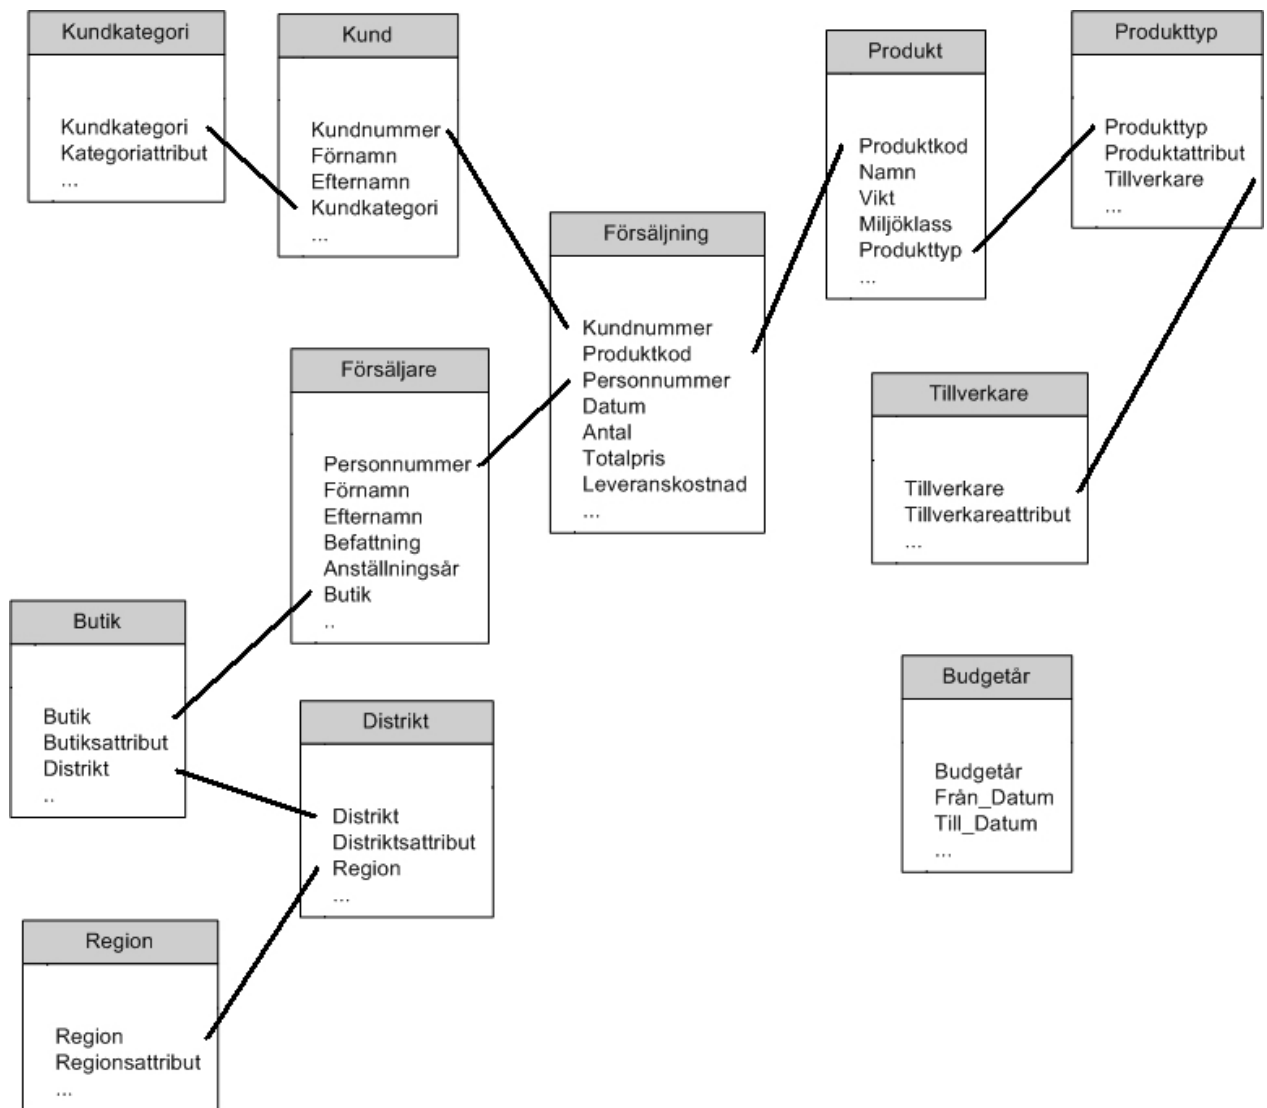 Kundkategori
Kundkategori
Kategoriattribut
...
Kund
Kundnummer
Förnamn
Efternamn
Kundkategori
...
Försäljning
Kundnummer
Produktkod
Personnummer
Datum
Antal
Totalpris
Leveranskostnad
...
Produkt
Produktkod
Namn
Vikt
Miljöklass
Produkttyp
...
Produkttyp
Produkttyp
Produktattribut
Tillverkare
...
Försäljare
Personnummer
Förnamn
Efternamn
Befattning
Anställningsår
Butik
..
Tillverkare
Tillverkare
Tillverkareattribut
...
Butik
Butik
Butiksattribut
Distrikt
..
Distrikt
Distrikt
Distriktsattribut
Region
...
Budgetår
Budgetår
Från_Datum
Till_Datum
...
Region
Region
Regionsattribut
...